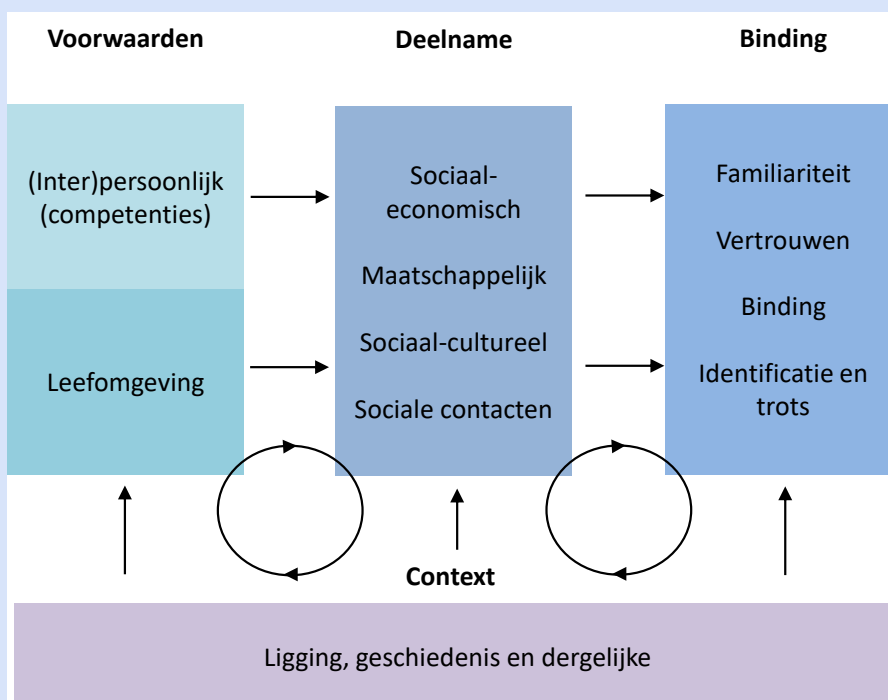 Voorwaarden
Deelname
Binding
(Inter)persoonlijk
(competenties)
Leefomgeving
Sociaal-
economisch
Maatschappelijk
Sociaal-cultureel
Sociale contacten
Familiariteit
Vertrouwen
Binding
Identificatie en
trots
Context
Ligging, geschiedenis en dergelijke